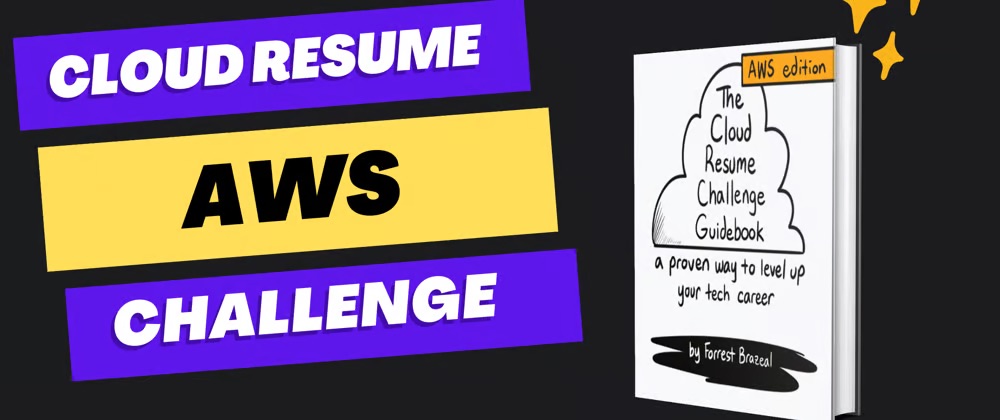 CLOUD RESUME
AWS
CHALLENGE
AWS edition
The
Cloud
Resume
Challenge
Guidebook
a proven way to level up
your tech career
by Forrest Brazeal